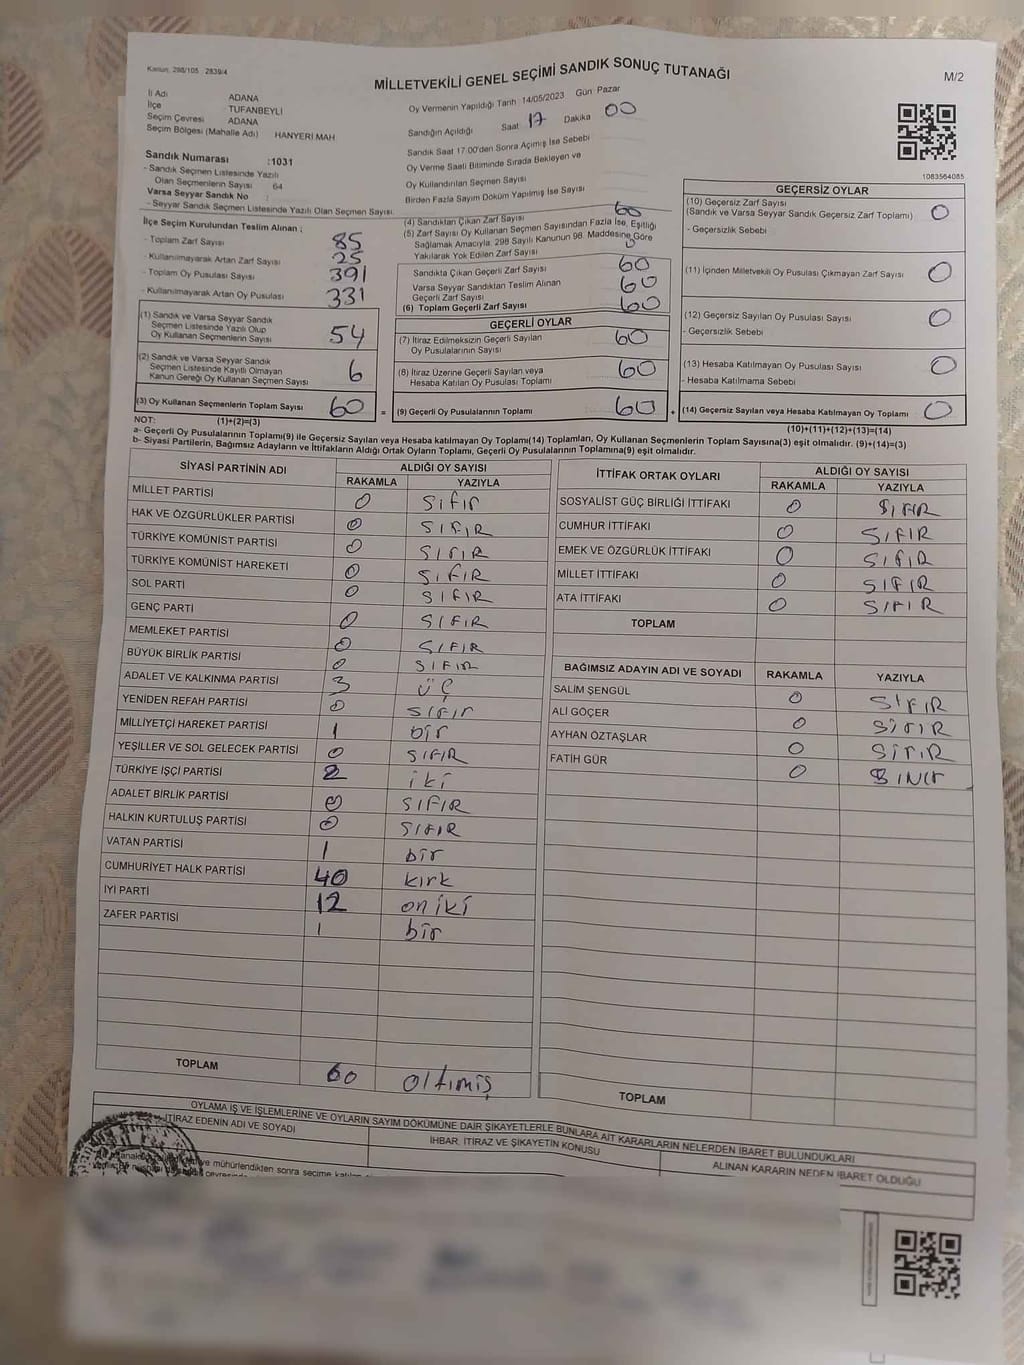 Kanun: 298/105 - 2839/4
MİLLETVEKİLİ GENEL SEÇİMİ SANDIK SONUÇ TUTANAĞI
M/2
İl Adı ADANA
İlçe TUFANBEYLİ
Seçim Çevresi ADANA
Seçim Bölgesi (Mahalle Adı) HANYERİ MAH
Sandık Numarası :1031
- Sandık Seçmen Listesinde Yazılı
Olan Seçmenlerin Sayısı 64
Varsa Seyyar Sandık No :
- Seyyar Sandık Seçmen Listesinde Yazılı Olan Seçmen Sayısı
Oy Vermenin Yapıldığı Tarih :14/05/2023 Gün: Pazar
Sandığın Açıldığı Saat 17 Dakika 00
Sandık Saat 17.00'den Sonra Açılmış İse Sebebi
Oy Verme Saati Bitiminde Sırada Bekleyen ve
Oy Kullandırılan Seçmen Sayısı
Birden Fazla Sayım Döküm Yapılmış İse Sayısı
1083564085
İlçe Seçim Kurulundan Teslim Alınan ;
- Toplam Zarf Sayısı 85
- Kullanılmayarak Artan Zarf Sayısı 25
- Toplam Oy Pusulası Sayısı 391
- Kullanılmayarak Artan Oy Pusulası 331
(1) Sandık ve Varsa Seyyar Sandık
Seçmen Listesinde Yazılı Olup
Oy Kullanan Seçmenlerin Sayısı 54
(2) Sandık ve Varsa Seyyar Sandık
Seçmen Listesinde Kayıtlı Olmayan
Kanun Gereği Oy Kullanan Seçmen Sayısı 6
(3) Oy Kullanan Seçmenlerin Toplam Sayısı 60 =
(1)+(2)=(3)
(4) Sandıktan Çıkan Zarf Sayısı 60
(5) Zarf Sayısı Oy Kullanan Seçmen Sayısından Fazla İse, Eşitliği
Sağlamak Amacıyla, 298 Sayılı Kanunun 98. Maddesine Göre
Yakılarak Yok Edilen Zarf Sayısı
Sandıkta Çıkan Geçerli Zarf Sayısı 60
Varsa Seyyar Sandıktan Teslim Alınan
Geçerli Zarf Sayısı 60
(6) Toplam Geçerli Zarf Sayısı 60
GEÇERLİ OYLAR
(7) İtiraz Edilmeksizin Geçerli Sayılan
Oy Pusulalarının Sayısı 60
(8) İtiraz Üzerine Geçerli Sayılan veya
Hesaba Katılan Oy Pusulası Toplamı 60
(9) Geçerli Oy Pusulalarının Toplamı 60 +
GEÇERSİZ OYLAR
(10) Geçersiz Zarf Sayısı 0
(Sandık ve Varsa Seyyar Sandık Geçersiz Zarf Toplamı)
- Geçersizlik Sebebi
(11) İçinden Milletvekili Oy Pusulası Çıkmayan Zarf Sayısı 0
(12) Geçersiz Sayılan Oy Pusulası Sayısı 0
- Geçersizlik Sebebi
(13) Hesaba Katılmayan Oy Pusulası Sayısı 0
- Hesaba Katılmama Sebebi
(14) Geçersiz Sayılan veya Hesaba Katılmayan Oy Toplamı 0
(10)+(11)+(12)+(13)=(14)
NOT:
a- Geçerli Oy Pusulalarının Toplamı(9) ile Geçersiz Sayılan veya Hesaba katılmayan Oy Toplamı(14) Toplamları, Oy Kullanan Seçmenlerin Toplam Sayısına(3) eşit olmalıdır. (9)+(14)=(3)
b- Siyasi Partilerin, Bağımsız Adayların ve İttifakların Aldığı Ortak Oyların Toplamı, Geçerli Oy Pusulalarının Toplamına(9) eşit olmalıdır.
SİYASİ PARTİNİN ADI ALDIĞI OY SAYISI
RAKAMLA YAZIYLA
MİLLET PARTİSİ 0 sıfır
HAK VE ÖZGÜRLÜKLER PARTİSİ 0 SIFIR
TÜRKİYE KOMÜNİST PARTİSİ 0 SIFIR
TÜRKİYE KOMÜNİST HAREKETİ 0 SIFIR
SOL PARTİ 0 SIFIR
GENÇ PARTİ 0 SIFIR
MEMLEKET PARTİSİ 0 SIFIR
BÜYÜK BİRLİK PARTİSİ 0 SIFIR
ADALET VE KALKINMA PARTİSİ 3 ÜÇ
YENİDEN REFAH PARTİSİ 0 sıfır
MİLLİYETÇİ HAREKET PARTİSİ 1 bir
YEŞİLLER VE SOL GELECEK PARTİSİ 0 SIFIR
TÜRKİYE İŞÇİ PARTİSİ 2 iki
ADALET BİRLİK PARTİSİ 0 SIFIR
HALKIN KURTULUŞ PARTİSİ 0 SIFIR
VATAN PARTİSİ 1 bir
CUMHURİYET HALK PARTİSİ 40 kırk
İYİ PARTİ 12 on iki
ZAFER PARTİSİ 1 bir
TOPLAM 60 altımış
İTTİFAK ORTAK OYLARI ALDIĞI OY SAYISI
RAKAMLA YAZIYLA
SOSYALİST GÜÇ BİRLİĞİ İTTİFAKI 0 SIFIR
CUMHUR İTTİFAKI 0 SIFIR
EMEK VE ÖZGÜRLÜK İTTİFAKI 0 SIFIR
MİLLET İTTİFAKI 0 SIFIR
ATA İTTİFAKI 0 SIFIR
TOPLAM
BAĞIMSIZ ADAYIN ADI VE SOYADI RAKAMLA YAZIYLA
SALİM ŞENGÜL 0 SIFIR
ALİ GÖÇER 0 SIFIR
AYHAN ÖZTAŞLAR 0 SIFIR
FATİH GÜR 0
TOPLAM
OYLAMA İŞ VE İŞLEMLERİNE VE OYLARIN SAYIM DÖKÜMÜNE DAİR ŞİKAYETLERLE BUNLARA AİT KARARLARIN NELERDEN İBARET BULUNDUKLARI
İTİRAZ EDENİN ADI VE SOYADI
İHBAR, İTİRAZ VE ŞİKAYETİN KONUSU
ALINAN KARARIN NEDEN İBARET OLDUĞU
mühürlendikten sonra seçime